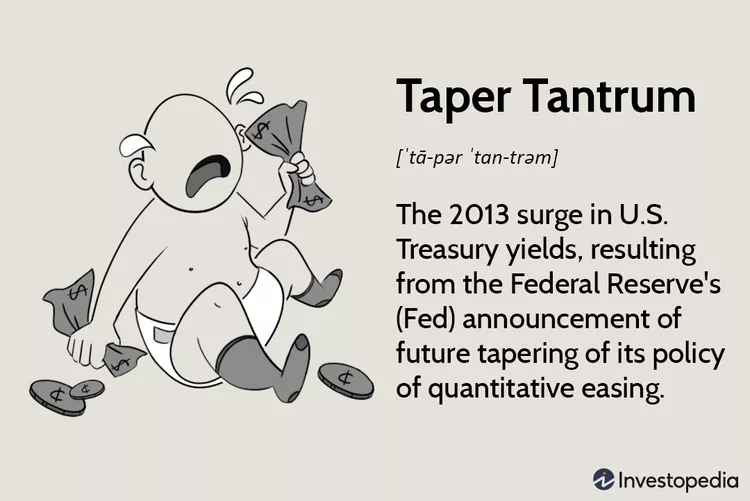 Taper Tantrum
[ˈtā-pər ˈtan-trəm]
The 2013 surge in U.S.
Treasury yields, resulting
from the Federal Reserve's
(Fed) announcement of
future tapering of its policy
of quantitative easing.
$
$
$
$
¢
¢
¢
Investopedia